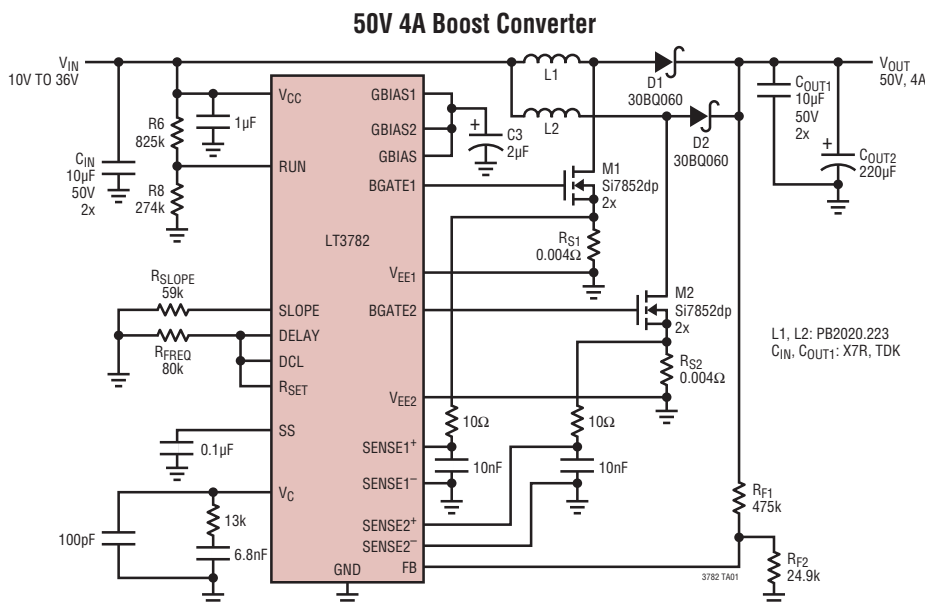 50V 4A Boost Converter
V_IN
10V TO 36V
C_IN
10µF
50V
2x
R6
825k
R8
274k
1µF
V_CC
RUN
LT3782
GBIAS1
GBIAS2
GBIAS
BGATE1
V_EE1
BGATE2
V_EE2
SENSE1+
SENSE1–
SENSE2+
SENSE2–
FB
GND
SLOPE
DELAY
DCL
R_SET
SS
V_C
R_SLOPE
59k
R_FREQ
80k
0.1µF
100pF
13k
6.8nF
C3
2µF
+
L1
L2
D1
30BQ060
D2
30BQ060
M1
Si7852dp
2x
R_S1
0.004Ω
M2
Si7852dp
2x
R_S2
0.004Ω
10Ω
10nF
10Ω
10nF
V_OUT
50V, 4A
C_OUT1
10µF
50V
2x
+
C_OUT2
220µF
L1, L2: PB2020.223
C_IN, C_OUT1: X7R, TDK
R_F1
475k
R_F2
24.9k
3782 TA01